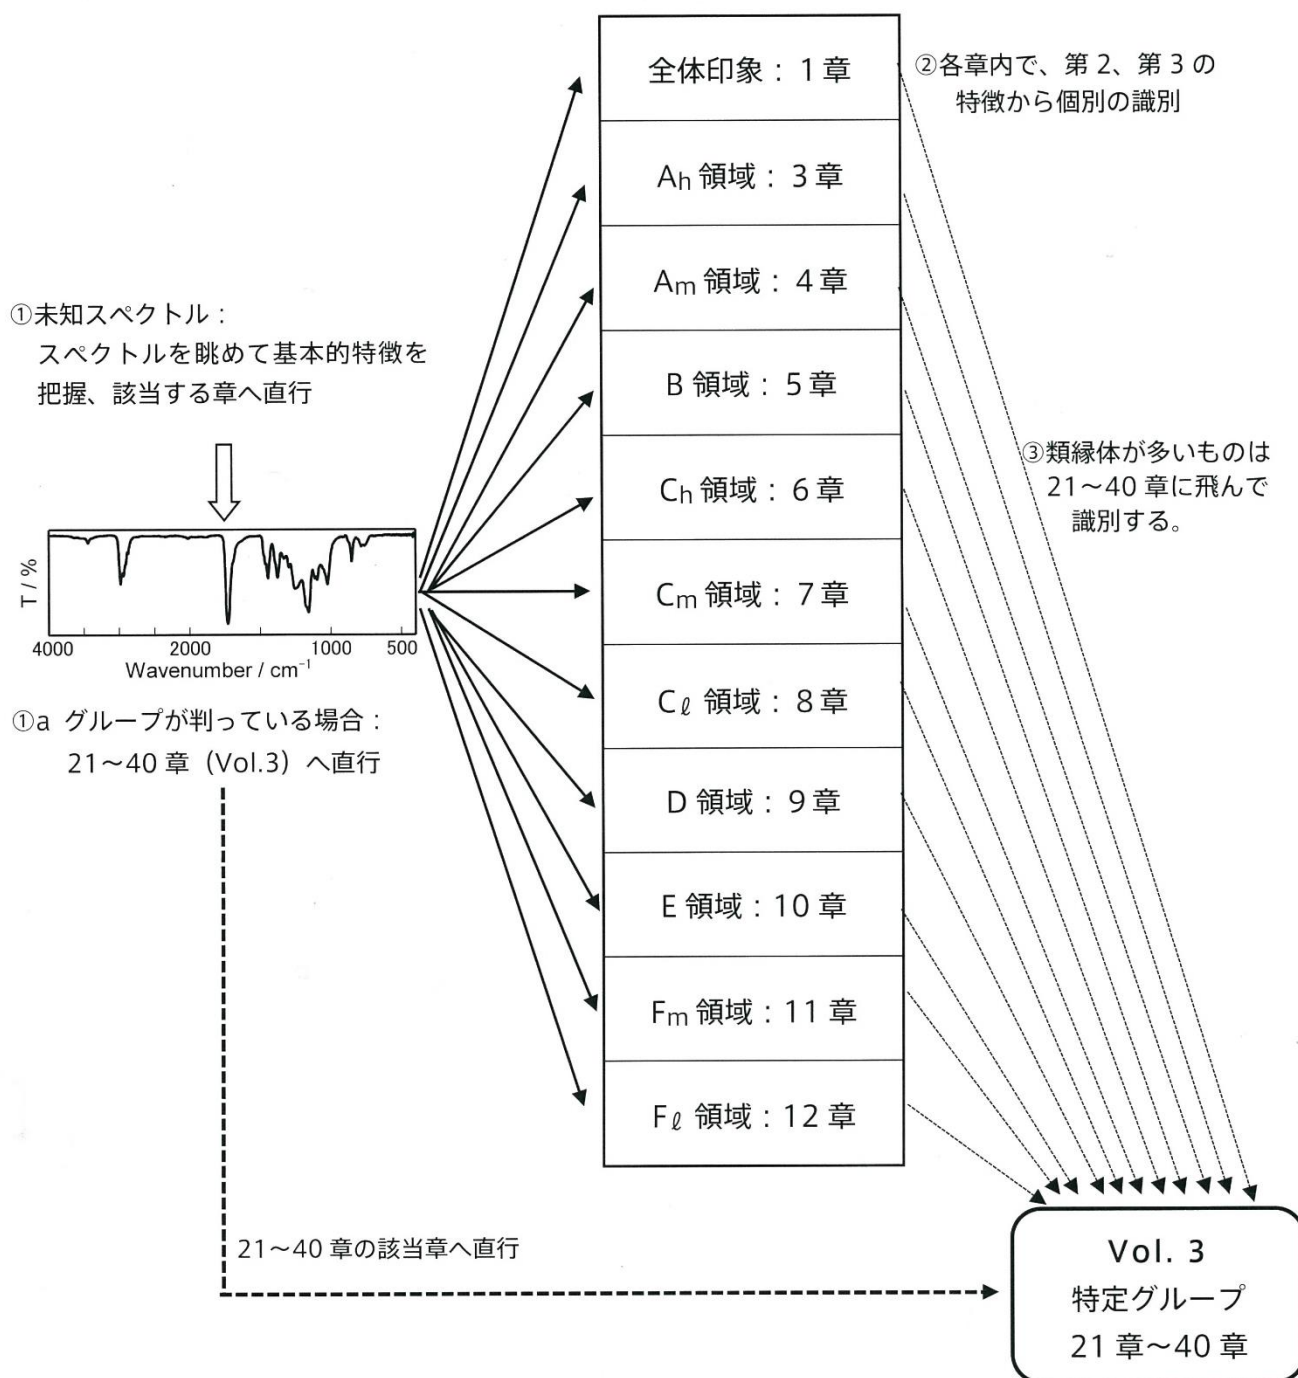 全体印象：1章
②各章内で、第2、第3の
特徴から個別の識別
Ah 領域：3章
Am 領域：4章
①未知スペクトル：
スペクトルを眺めて基本的特徴を
把握、該当する章へ直行
B 領域：5章
Ch 領域：6章
③類縁体が多いものは
21～40 章に飛んで
識別する。
Cm 領域：7章
T / %
4000 2000 1000 500
Wavenumber / cm⁻¹
Cℓ 領域：8章
①a グループが判っている場合：
21～40 章（Vol.3）へ直行
D 領域：9章
E 領域：10 章
Fm 領域：11 章
Fℓ 領域：12 章
21～40 章の該当章へ直行
Vol. 3
特定グループ
21 章～40 章